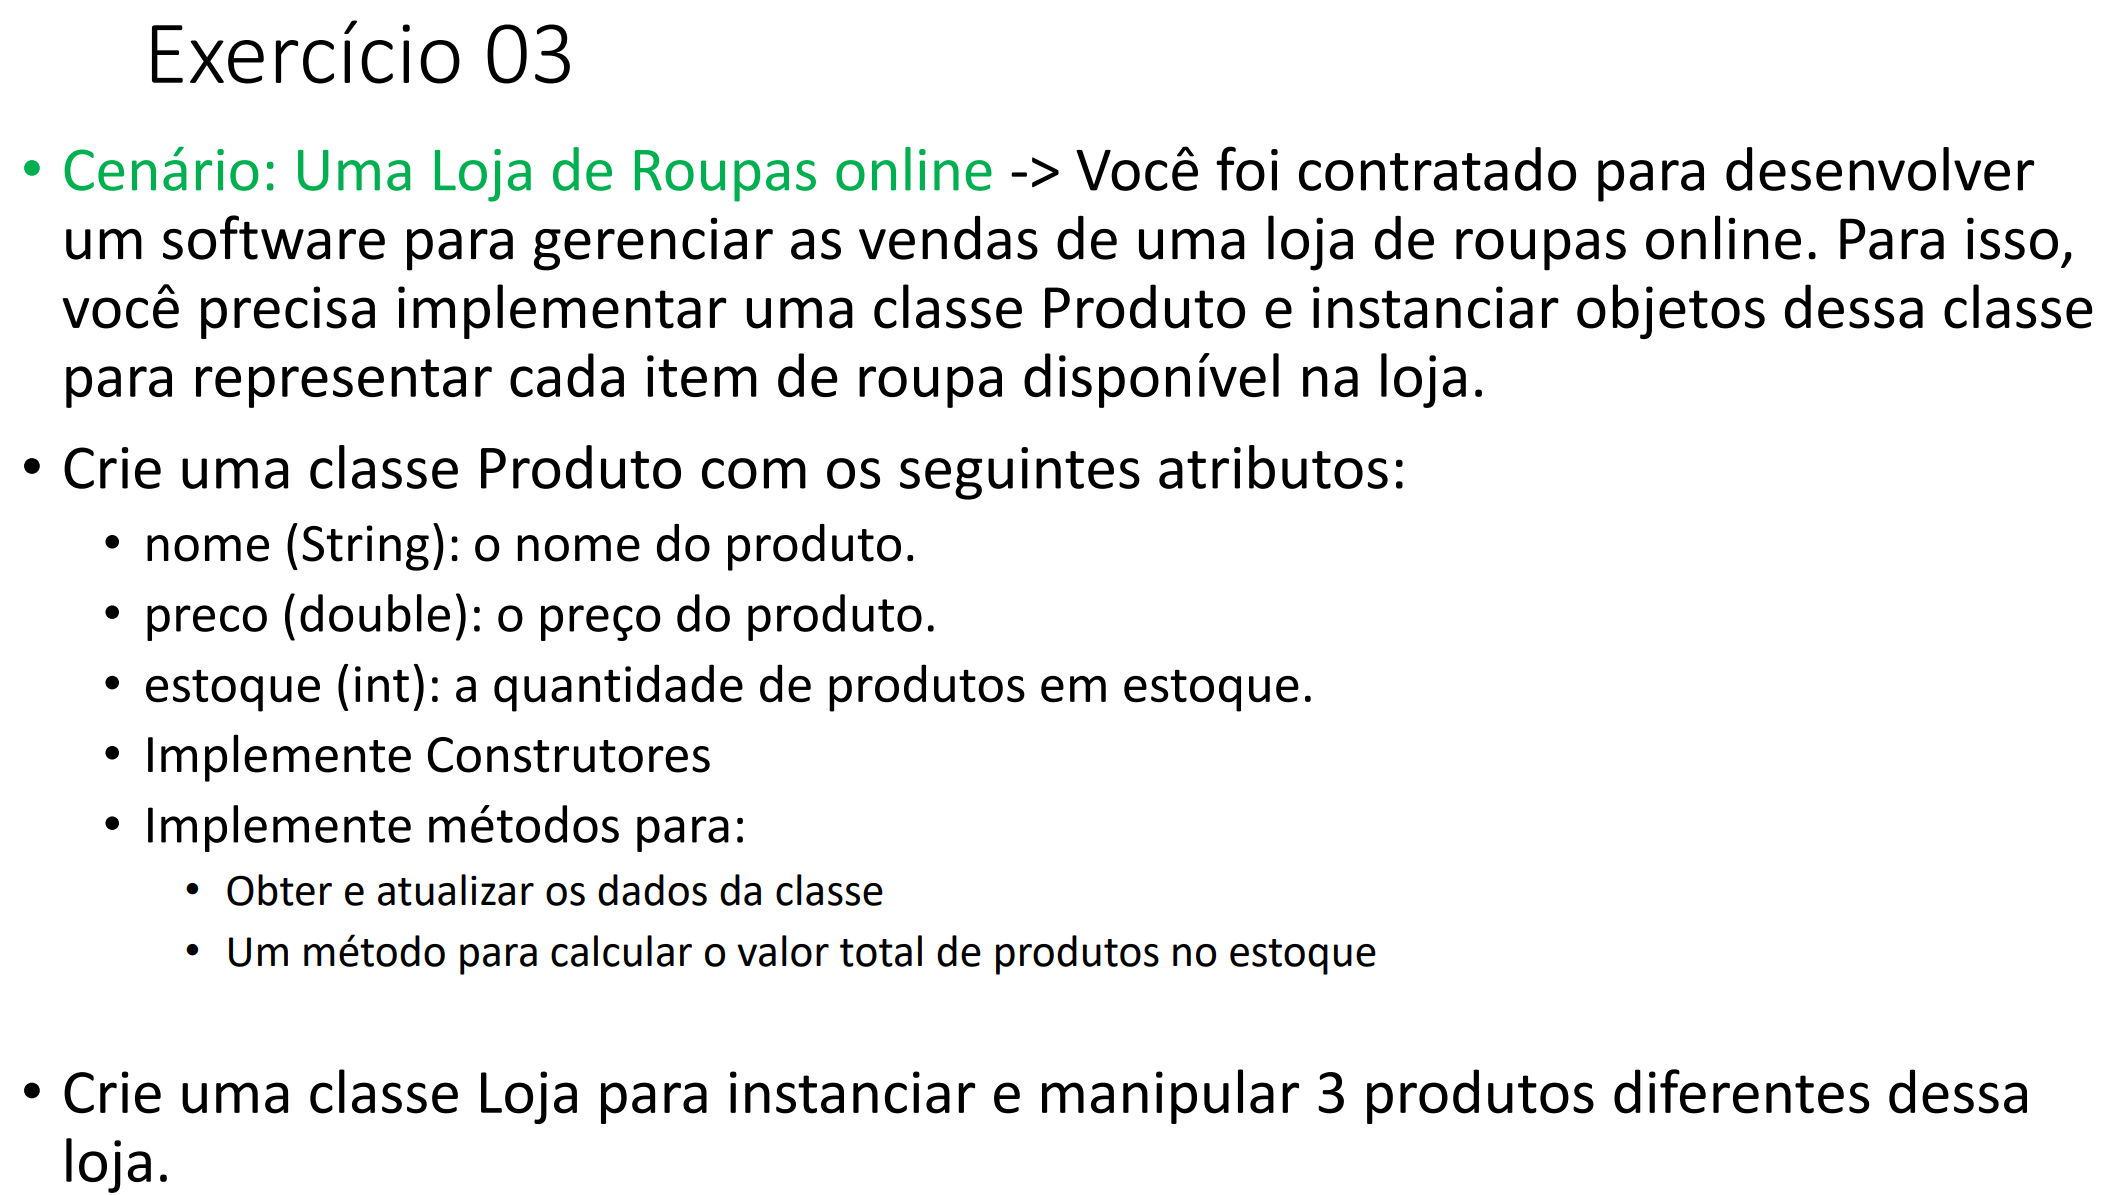 Exercício 03
• Cenário: Uma Loja de Roupas online -> Você foi contratado para desenvolver
um software para gerenciar as vendas de uma loja de roupas online. Para isso,
você precisa implementar uma classe Produto e instanciar objetos dessa classe
para representar cada item de roupa disponível na loja.
• Crie uma classe Produto com os seguintes atributos:
• nome (String): o nome do produto.
• preco (double): o preço do produto.
• estoque (int): a quantidade de produtos em estoque.
• Implemente Construtores
• Implemente métodos para:
• Obter e atualizar os dados da classe
• Um método para calcular o valor total de produtos no estoque
• Crie uma classe Loja para instanciar e manipular 3 produtos diferentes dessa
loja.